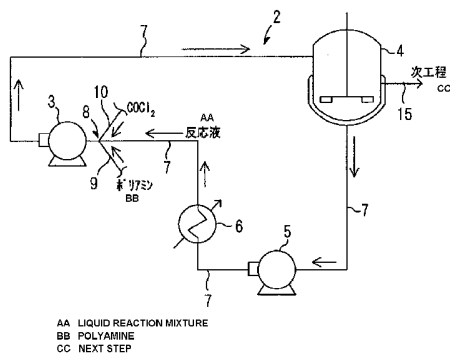 7
2
4
次工程
CC
15
3
8
10
COCl2
AA
反応液
7
9
ポリアミン
BB
6
5
7
7
AA LIQUID REACTION MIXTURE
BB POLYAMINE
CC NEXT STEP